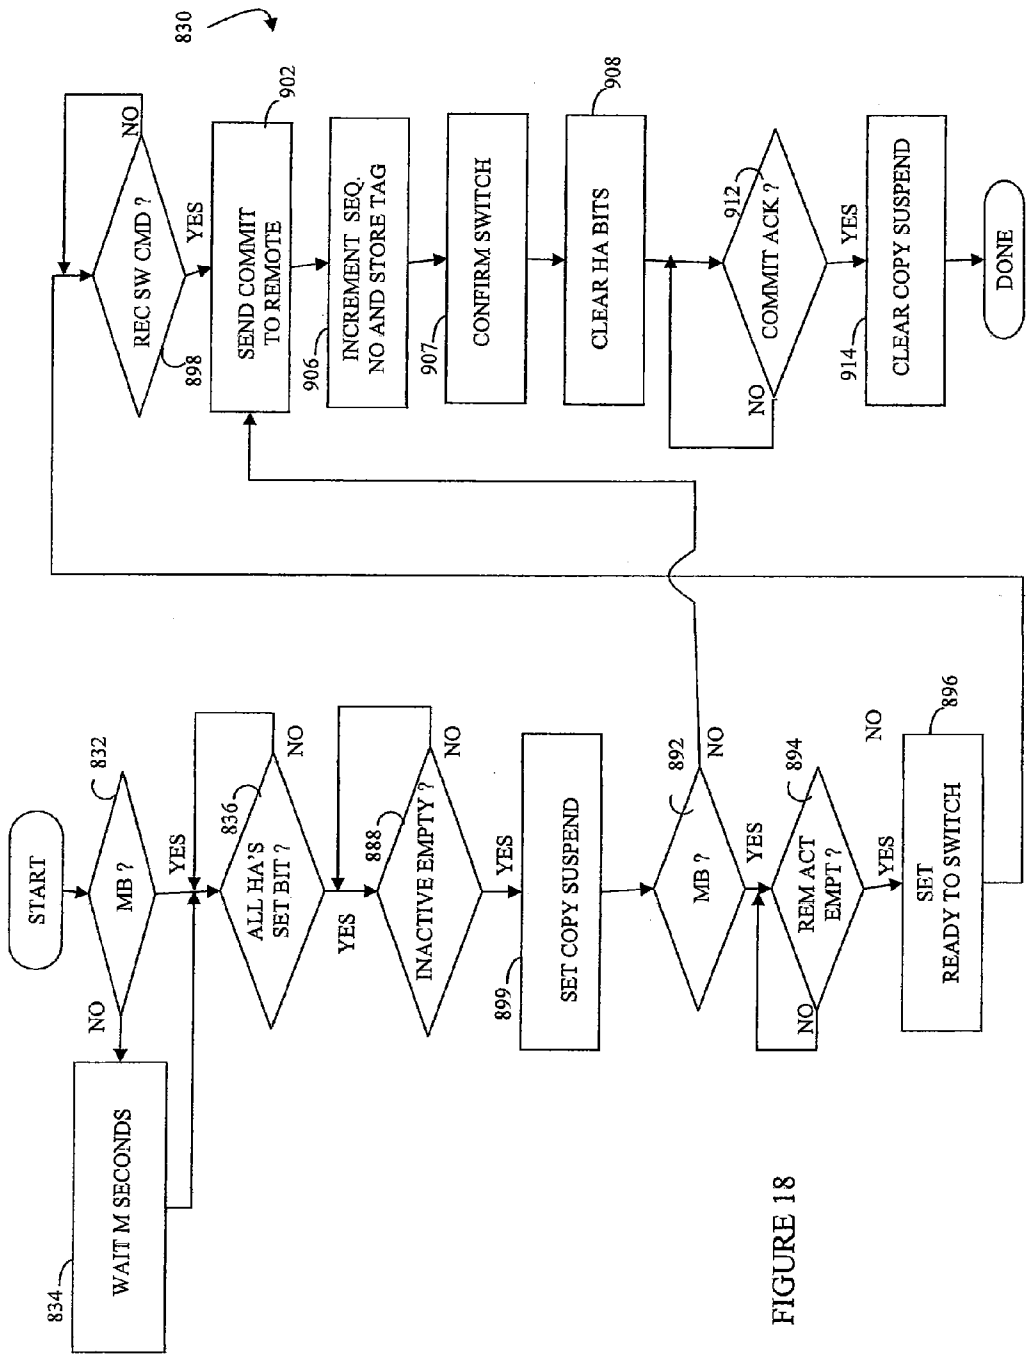 830
START
832
MB ?
NO
YES
834
WAIT M SECONDS
836
ALL HA'S
SET BIT ?
NO
YES
888
INACTIVE EMPTY ?
NO
YES
899
SET COPY SUSPEND
892
MB ?
NO
YES
894
REM ACT
EMPT ?
NO
NO
YES
896
SET
READY TO SWITCH
REC SW CMD ?
NO
898
YES
902
SEND COMMIT
TO REMOTE
906
INCREMENT SEQ.
NO AND STORE TAG
907
CONFIRM SWITCH
908
CLEAR HA BITS
912
COMMIT ACK ?
NO
YES
914
CLEAR COPY SUSPEND
DONE
FIGURE 18